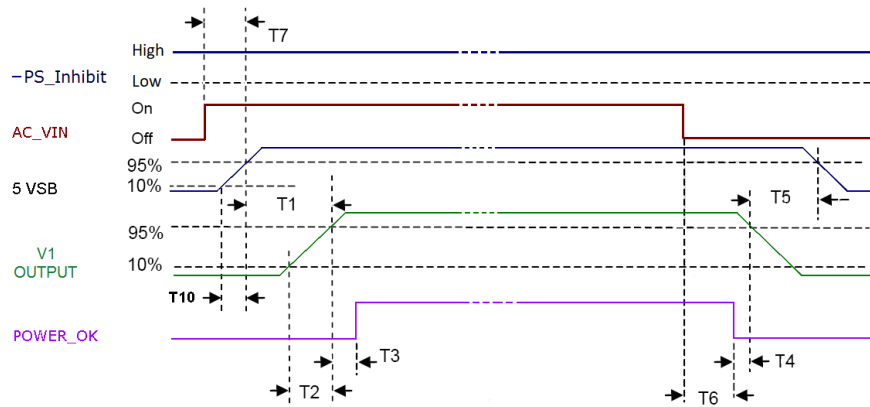 T7
High
−PS_Inhibit
Low
On
AC_VIN
Off
95%
5 VSB
10%
T1
T5
95%
V1
OUTPUT
10%
T10
POWER_OK
T3
T4
T2
T6